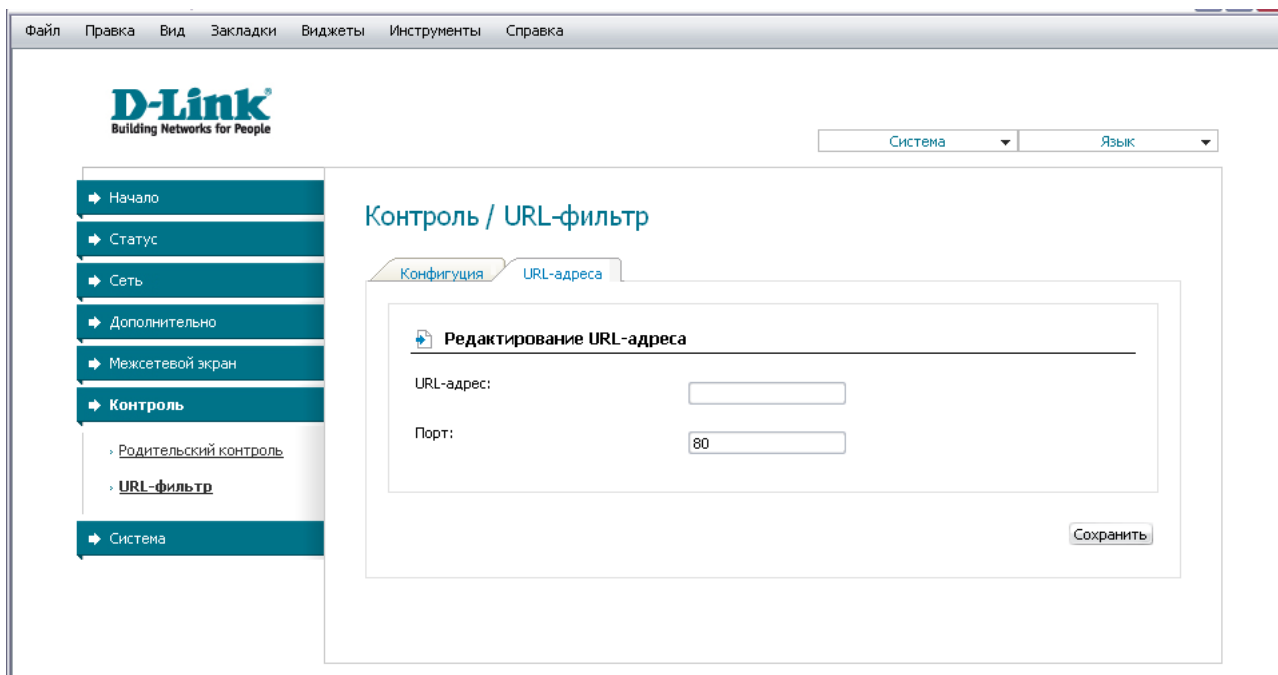 Файл Правка Вид Закладки Виджеты Инструменты Справка
D-Link®
Building Networks for People
Система Язык
Начало
Статус
Сеть
Дополнительно
Межсетевой экран
Контроль
Родительский контроль
URL-фильтр
Система
Контроль / URL-фильтр
Конфигуция URL-адреса
Редактирование URL-адреса
URL-адрес:
Порт: 80
Сохранить